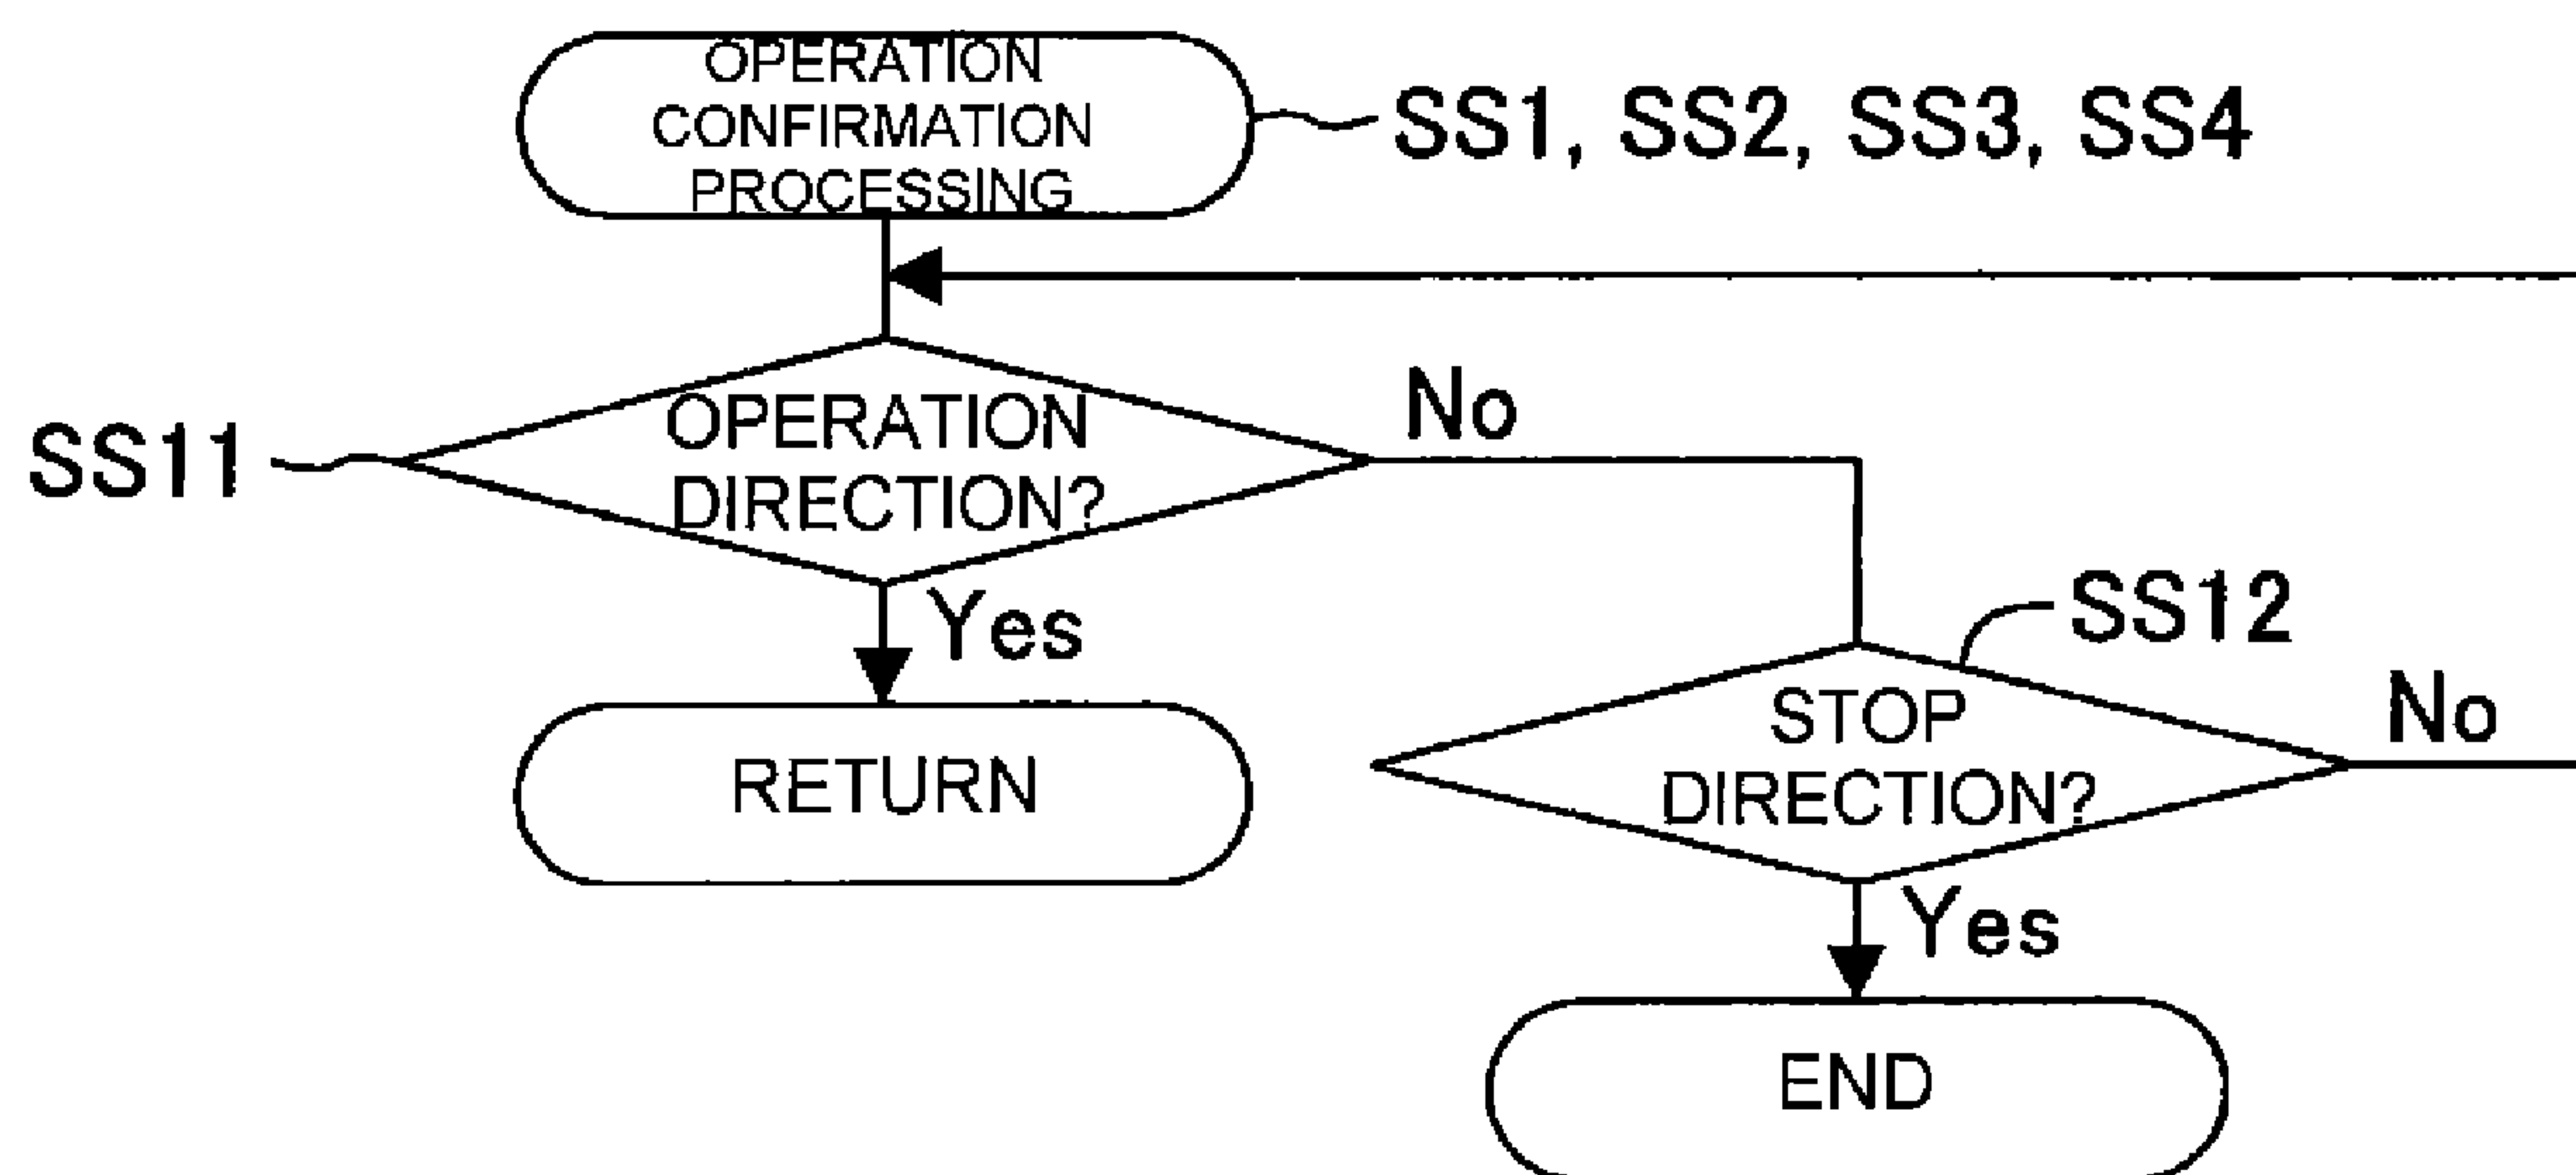 OPERATION
CONFIRMATION
PROCESSING
SS1, SS2, SS3, SS4
SS11
OPERATION
DIRECTION?
No
Yes
RETURN
SS12
STOP
DIRECTION?
No
Yes
END